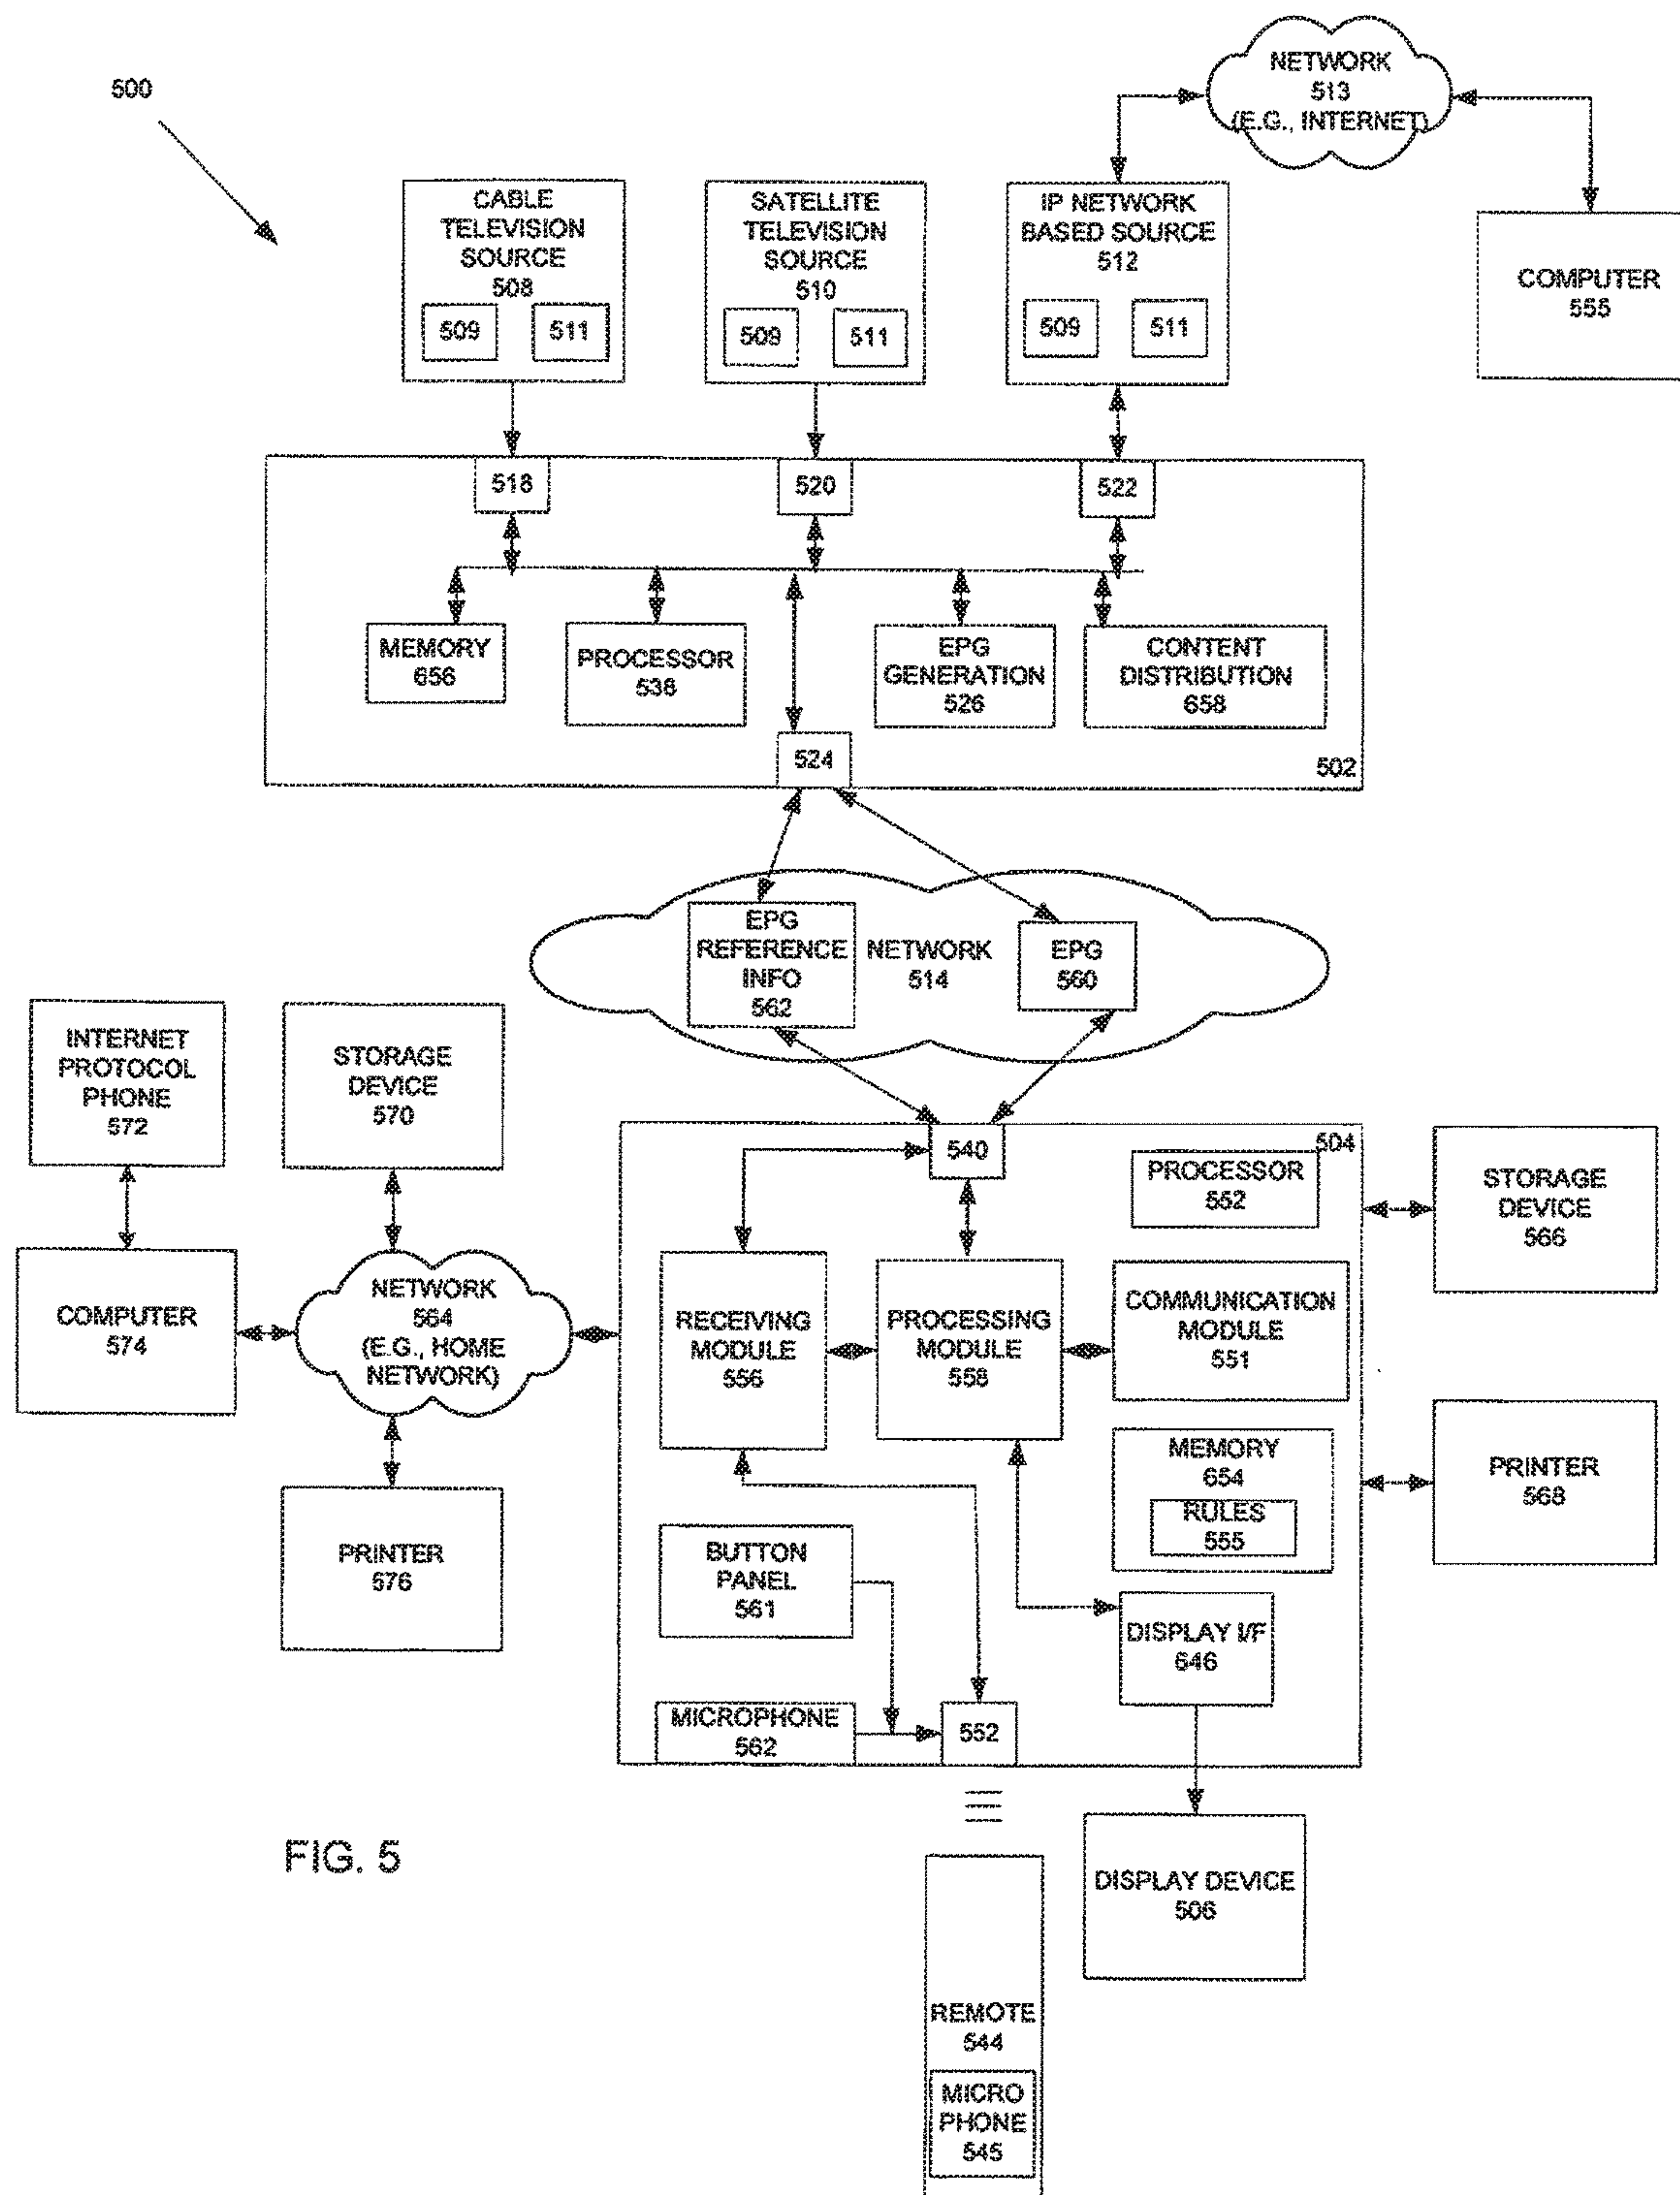 500
NETWORK
513
(E.G., INTERNET)
CABLE
TELEVISION
SOURCE
508
509
511
SATELLITE
TELEVISION
SOURCE
510
509
511
IP NETWORK
BASED SOURCE
512
509
511
COMPUTER
555
518
520
522
MEMORY
656
PROCESSOR
538
EPG
GENERATION
526
CONTENT
DISTRIBUTION
658
524
502
EPG
REFERENCE
INFO
562
NETWORK
514
EPG
560
INTERNET
PROTOCOL
PHONE
572
STORAGE
DEVICE
570
COMPUTER
574
NETWORK
564
(E.G., HOME
NETWORK)
PRINTER
576
540
504
PROCESSOR
552
RECEIVING
MODULE
556
PROCESSING
MODULE
558
COMMUNICATION
MODULE
551
MEMORY
654
RULES
555
BUTTON
PANEL
561
DISPLAY I/F
646
MICROPHONE
562
552
STORAGE
DEVICE
566
PRINTER
568
DISPLAY DEVICE
506
REMOTE
544
MICRO
PHONE
545
FIG. 5